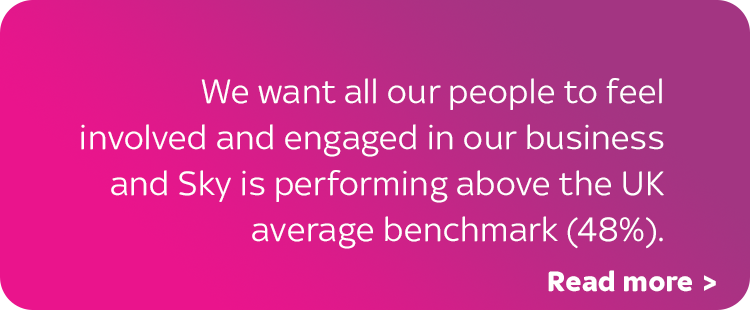 We want all our people to feel
involved and engaged in our business
and Sky is performing above the UK
average benchmark (48%).
Read more >